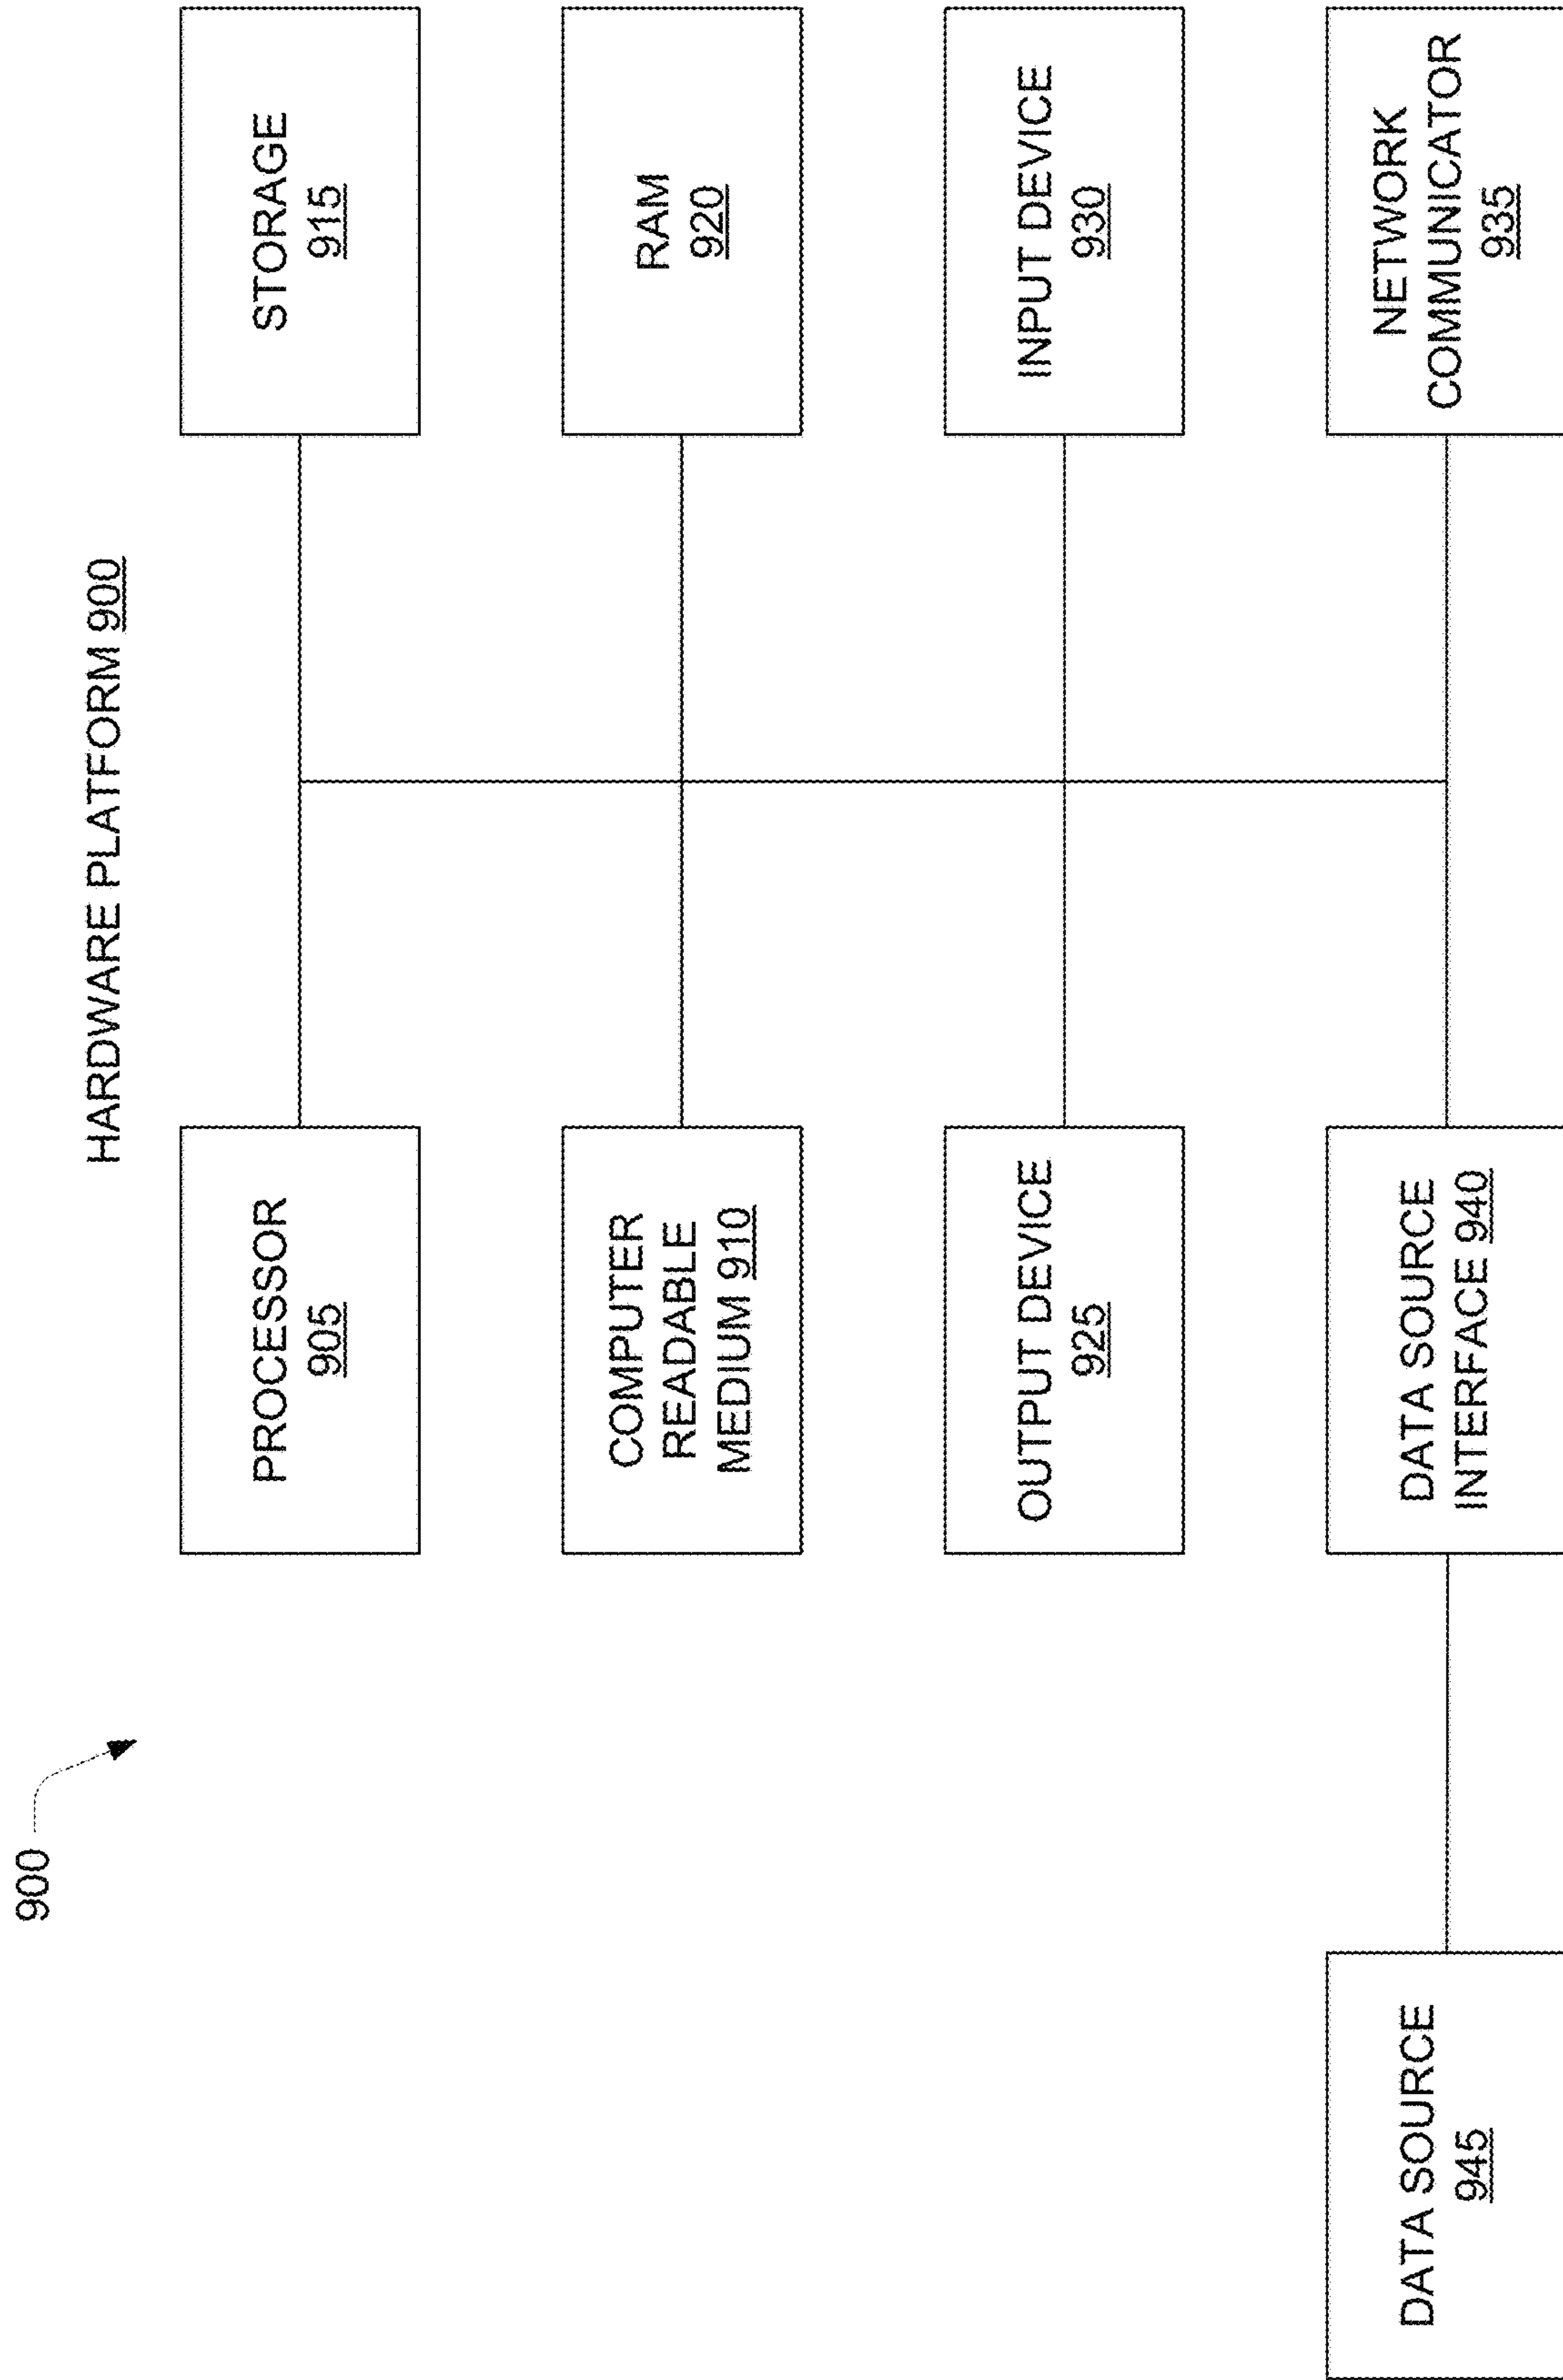 900
HARDWARE PLATFORM 900
PROCESSOR
905
STORAGE
915
COMPUTER
READABLE
MEDIUM 910
RAM
920
OUTPUT DEVICE
925
INPUT DEVICE
930
DATA SOURCE
945
DATA SOURCE
INTERFACE 940
NETWORK
COMMUNICATOR
935